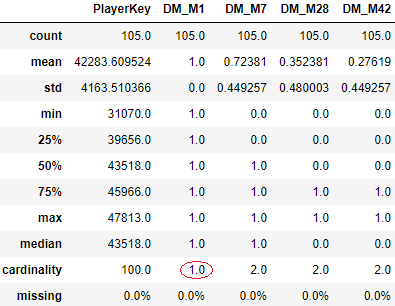 PlayerKey DM_M1 DM_M7 DM_M28 DM_M42
count 105.0 105.0 105.0 105.0 105.0
mean 42283.609524 1.0 0.72381 0.352381 0.27619
std 4163.510366 0.0 0.449257 0.480003 0.449257
min 31070.0 1.0 0.0 0.0 0.0
25% 39656.0 1.0 0.0 0.0 0.0
50% 43518.0 1.0 1.0 0.0 0.0
75% 45966.0 1.0 1.0 1.0 1.0
max 47813.0 1.0 1.0 1.0 1.0
median 43518.0 1.0 1.0 0.0 0.0
cardinality 100.0 1.0 2.0 2.0 2.0
missing 0.0% 0.0% 0.0% 0.0% 0.0%